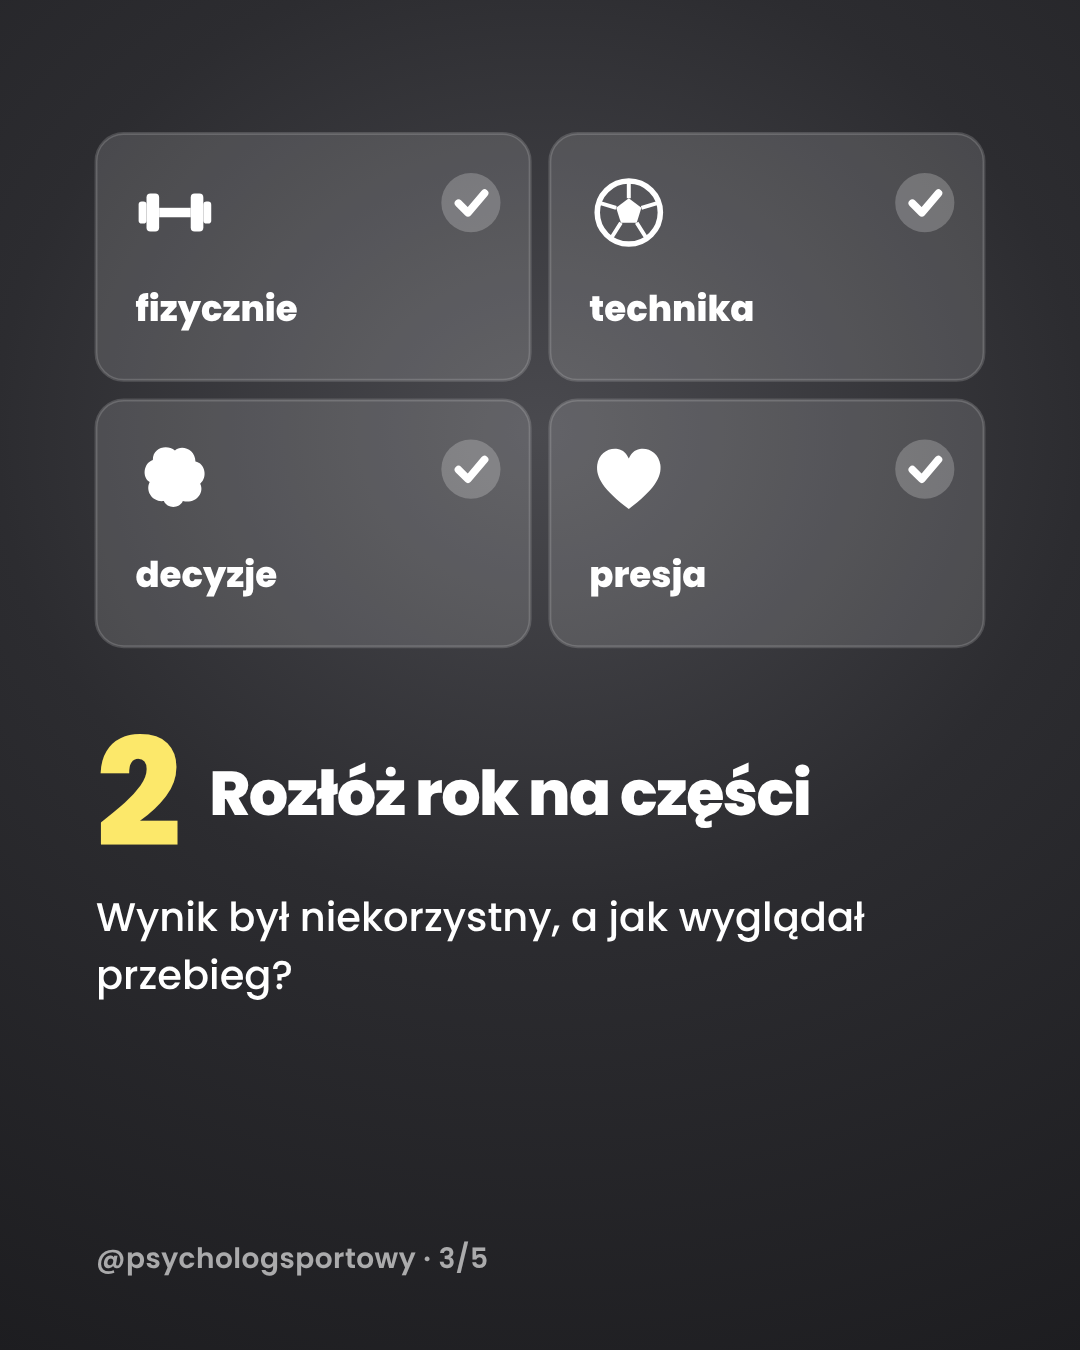 fizycznie
technika
decyzje
presja
2 Rozłóż rok na części
Wynik był niekorzystny, a jak wyglądał
przebieg?
@psychologsportowy · 3/5